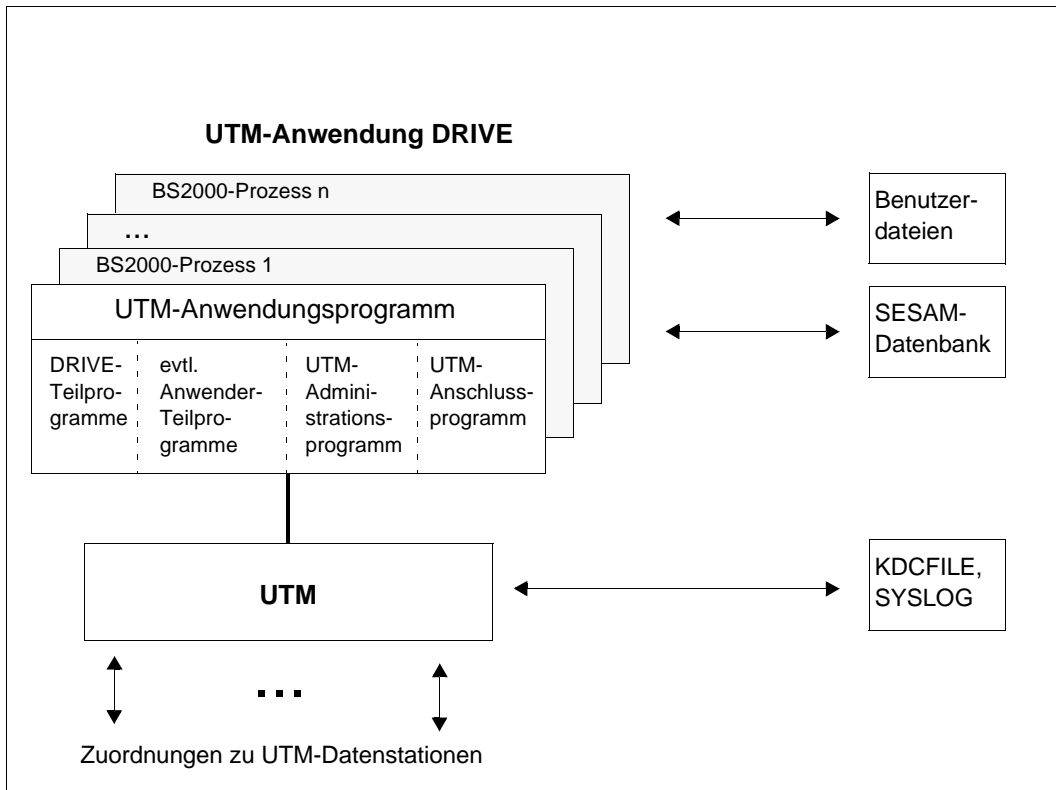 UTM-Anwendung DRIVE
BS2000-Prozess n
...
BS2000-Prozess 1
UTM-Anwendungsprogramm
DRIVE-
Teilpro-
gramme
evtl.
Anwender-
Teilpro-
gramme
UTM-
Admini-
strations-
programm
UTM-
Anschluss-
programm
Benutzer-
dateien
SESAM-
Datenbank
UTM
KDCFILE,
SYSLOG
...
Zuordnungen zu UTM-Datenstationen